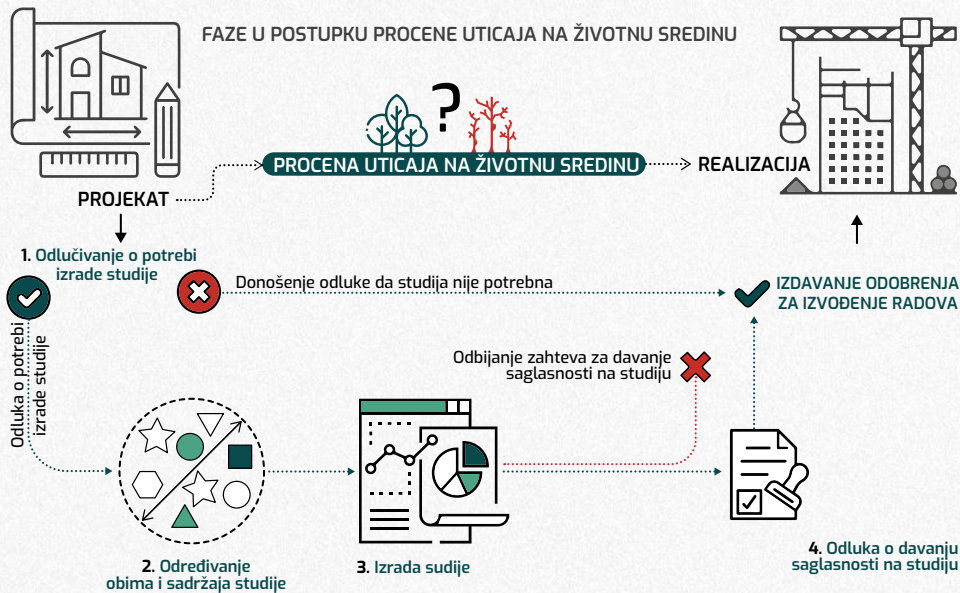 FAZE U POSTUPKU PROCENE UTICAJA NA ŽIVOTNU SREDINU
?
PROCENA UTICAJA NA ŽIVOTNU SREDINU
REALIZACIJA
PROJEKAT
1. Odlučivanje o potrebi
izrade studije
Donošenje odluke da studija nije potrebna
IZDAVANJE ODOBRENJA
ZA IZVOĐENJE RADOVA
Odluka o potrebi
izrade studije
Odbijanje zahteva za davanje
saglasnosti na studiju
2. Određivanje
obima i sadržaja studije
3. Izrada sudije
4. Odluka o davanju
saglasnosti na studiju